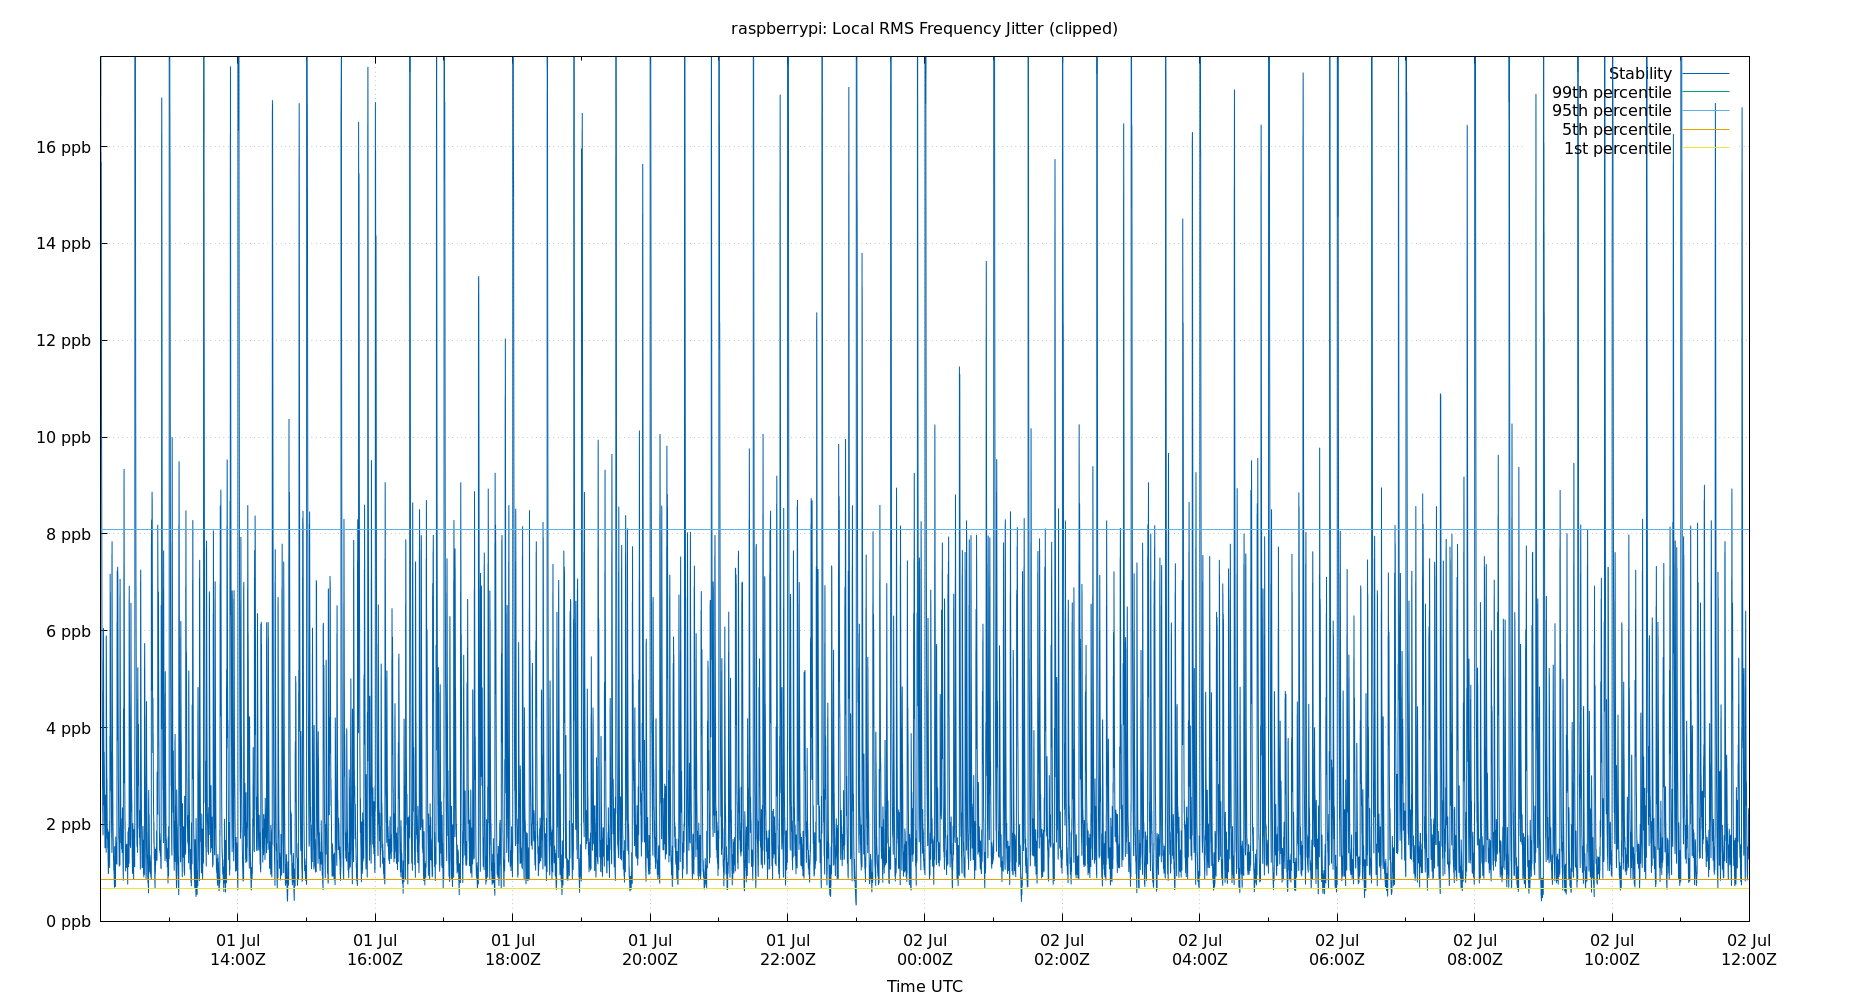 raspberrypi: Local RMS Frequency Jitter (clipped)
Stability
99th percentile
95th percentile
5th percentile
1st percentile
16 ppb
14 ppb
12 ppb
10 ppb
8 ppb
6 ppb
4 ppb
2 ppb
0 ppb
01 Jul 01 Jul 01 Jul 01 Jul 01 Jul 02 Jul 02 Jul 02 Jul 02 Jul 02 Jul 02 Jul 02 Jul
14:00Z 16:00Z 18:00Z 20:00Z 22:00Z 00:00Z 02:00Z 04:00Z 06:00Z 08:00Z 10:00Z 12:00Z
Time UTC